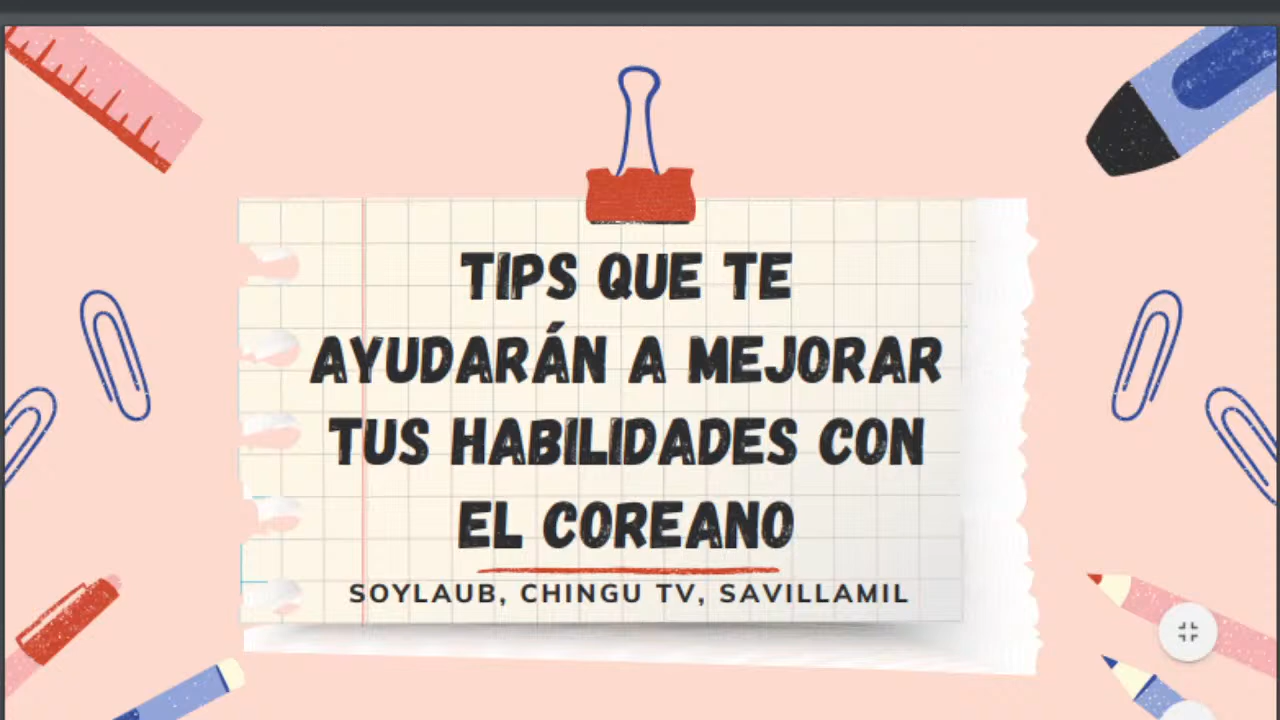 TIPS QUE TE
AYUDARÁN A MEJORAR
TUS HABILIDADES CON
EL COREANO
SOYLAUB, CHINGU TV, SAVILLAMIL